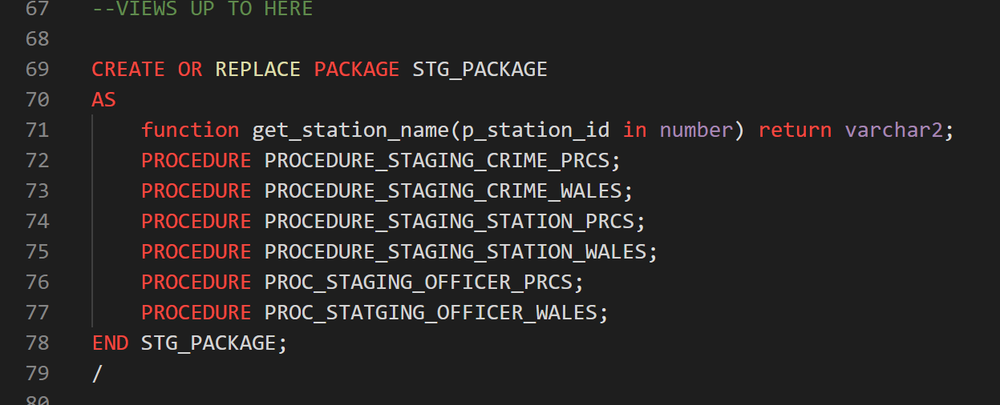 67 --VIEWS UP TO HERE
68
69 CREATE OR REPLACE PACKAGE STG_PACKAGE
70 AS
71 function get_station_name(p_station_id in number) return varchar2;
72 PROCEDURE PROCEDURE_STAGING_CRIME_PRCS;
73 PROCEDURE PROCEDURE_STAGING_CRIME_WALES;
74 PROCEDURE PROCEDURE_STAGING_STATION_PRCS;
75 PROCEDURE PROCEDURE_STAGING_STATION_WALES;
76 PROCEDURE PROC_STAGING_OFFICER_PRCS;
77 PROCEDURE PROC_STATGING_OFFICER_WALES;
78 END STG_PACKAGE;
79 /
80